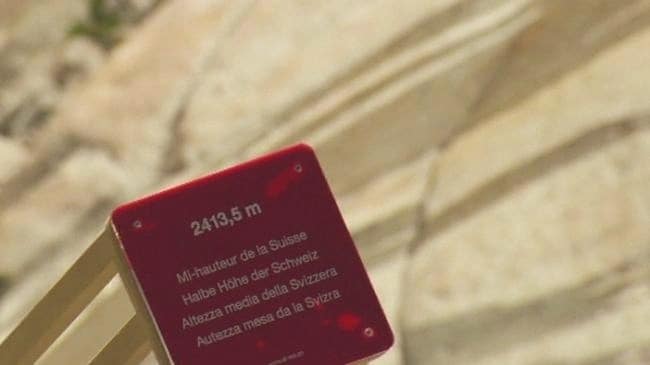 2413,5 m
Mi-hauteur de la Suisse
Halbe Höhe der Schweiz
Altezza media della Svizzera
Autezza mesa da la Svizra